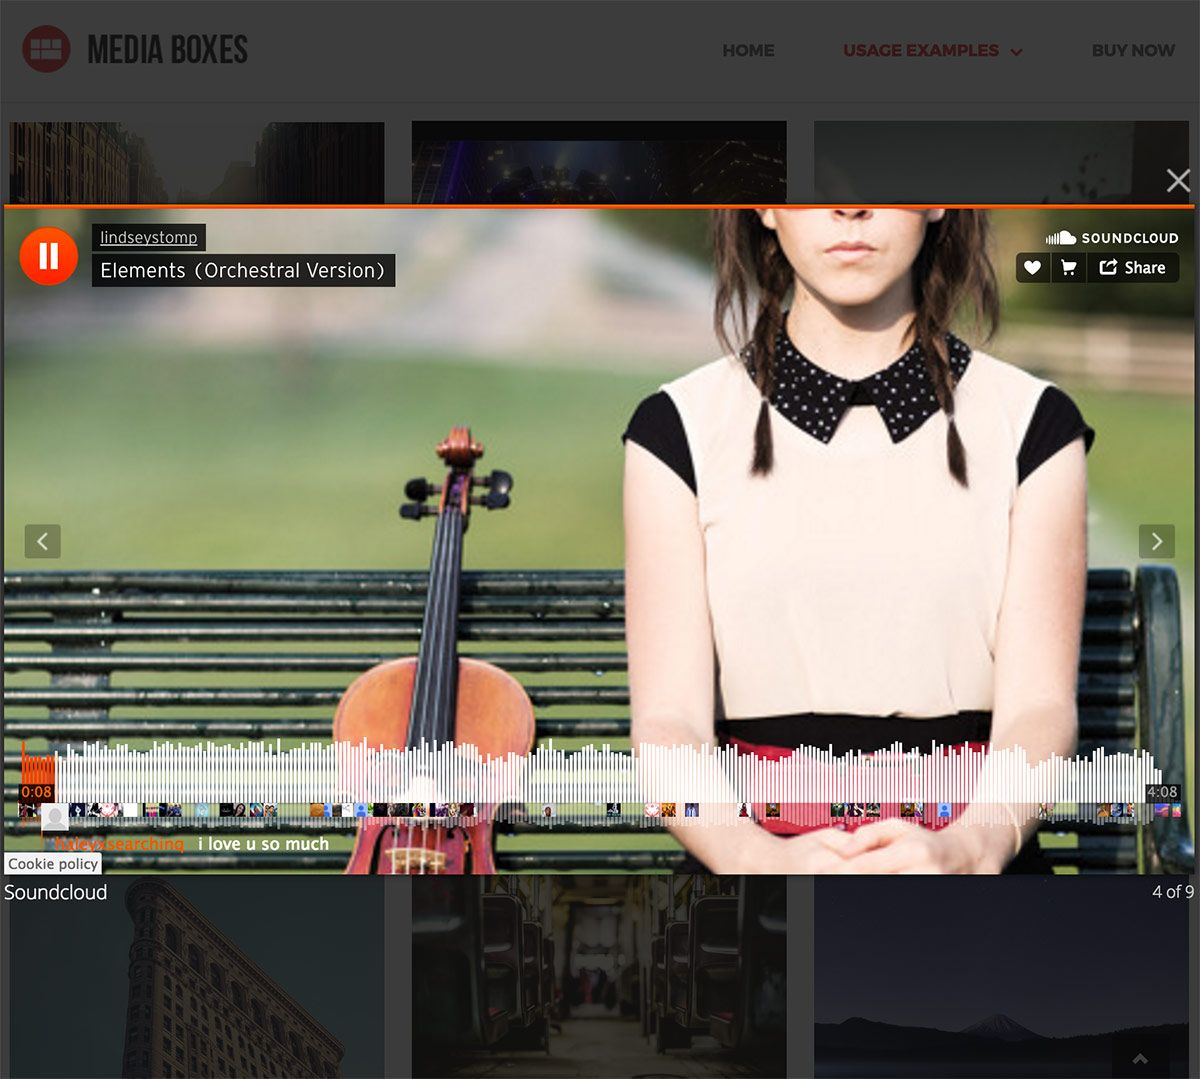 MEDIA BOXES
HOME
USAGE EXAMPLES
BUY NOW
lindseystomp
Elements (Orchestral Version)
SOUNDCLOUD
Share
0:08
4:08
haleyxsearching i love u so much
Cookie policy
Soundcloud
4 of 9